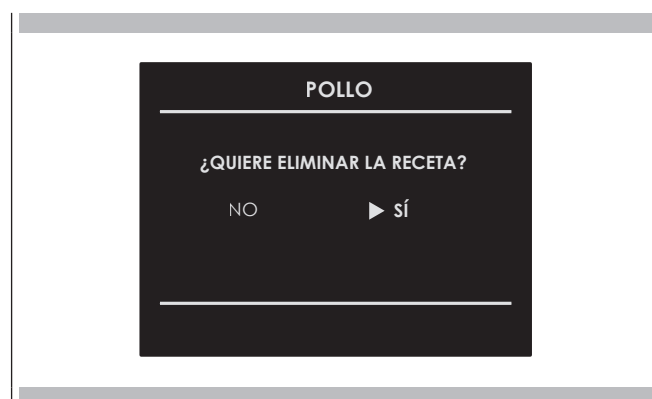 POLLO
¿QUIERE ELIMINAR LA RECETA?
NO ▶ SÍ